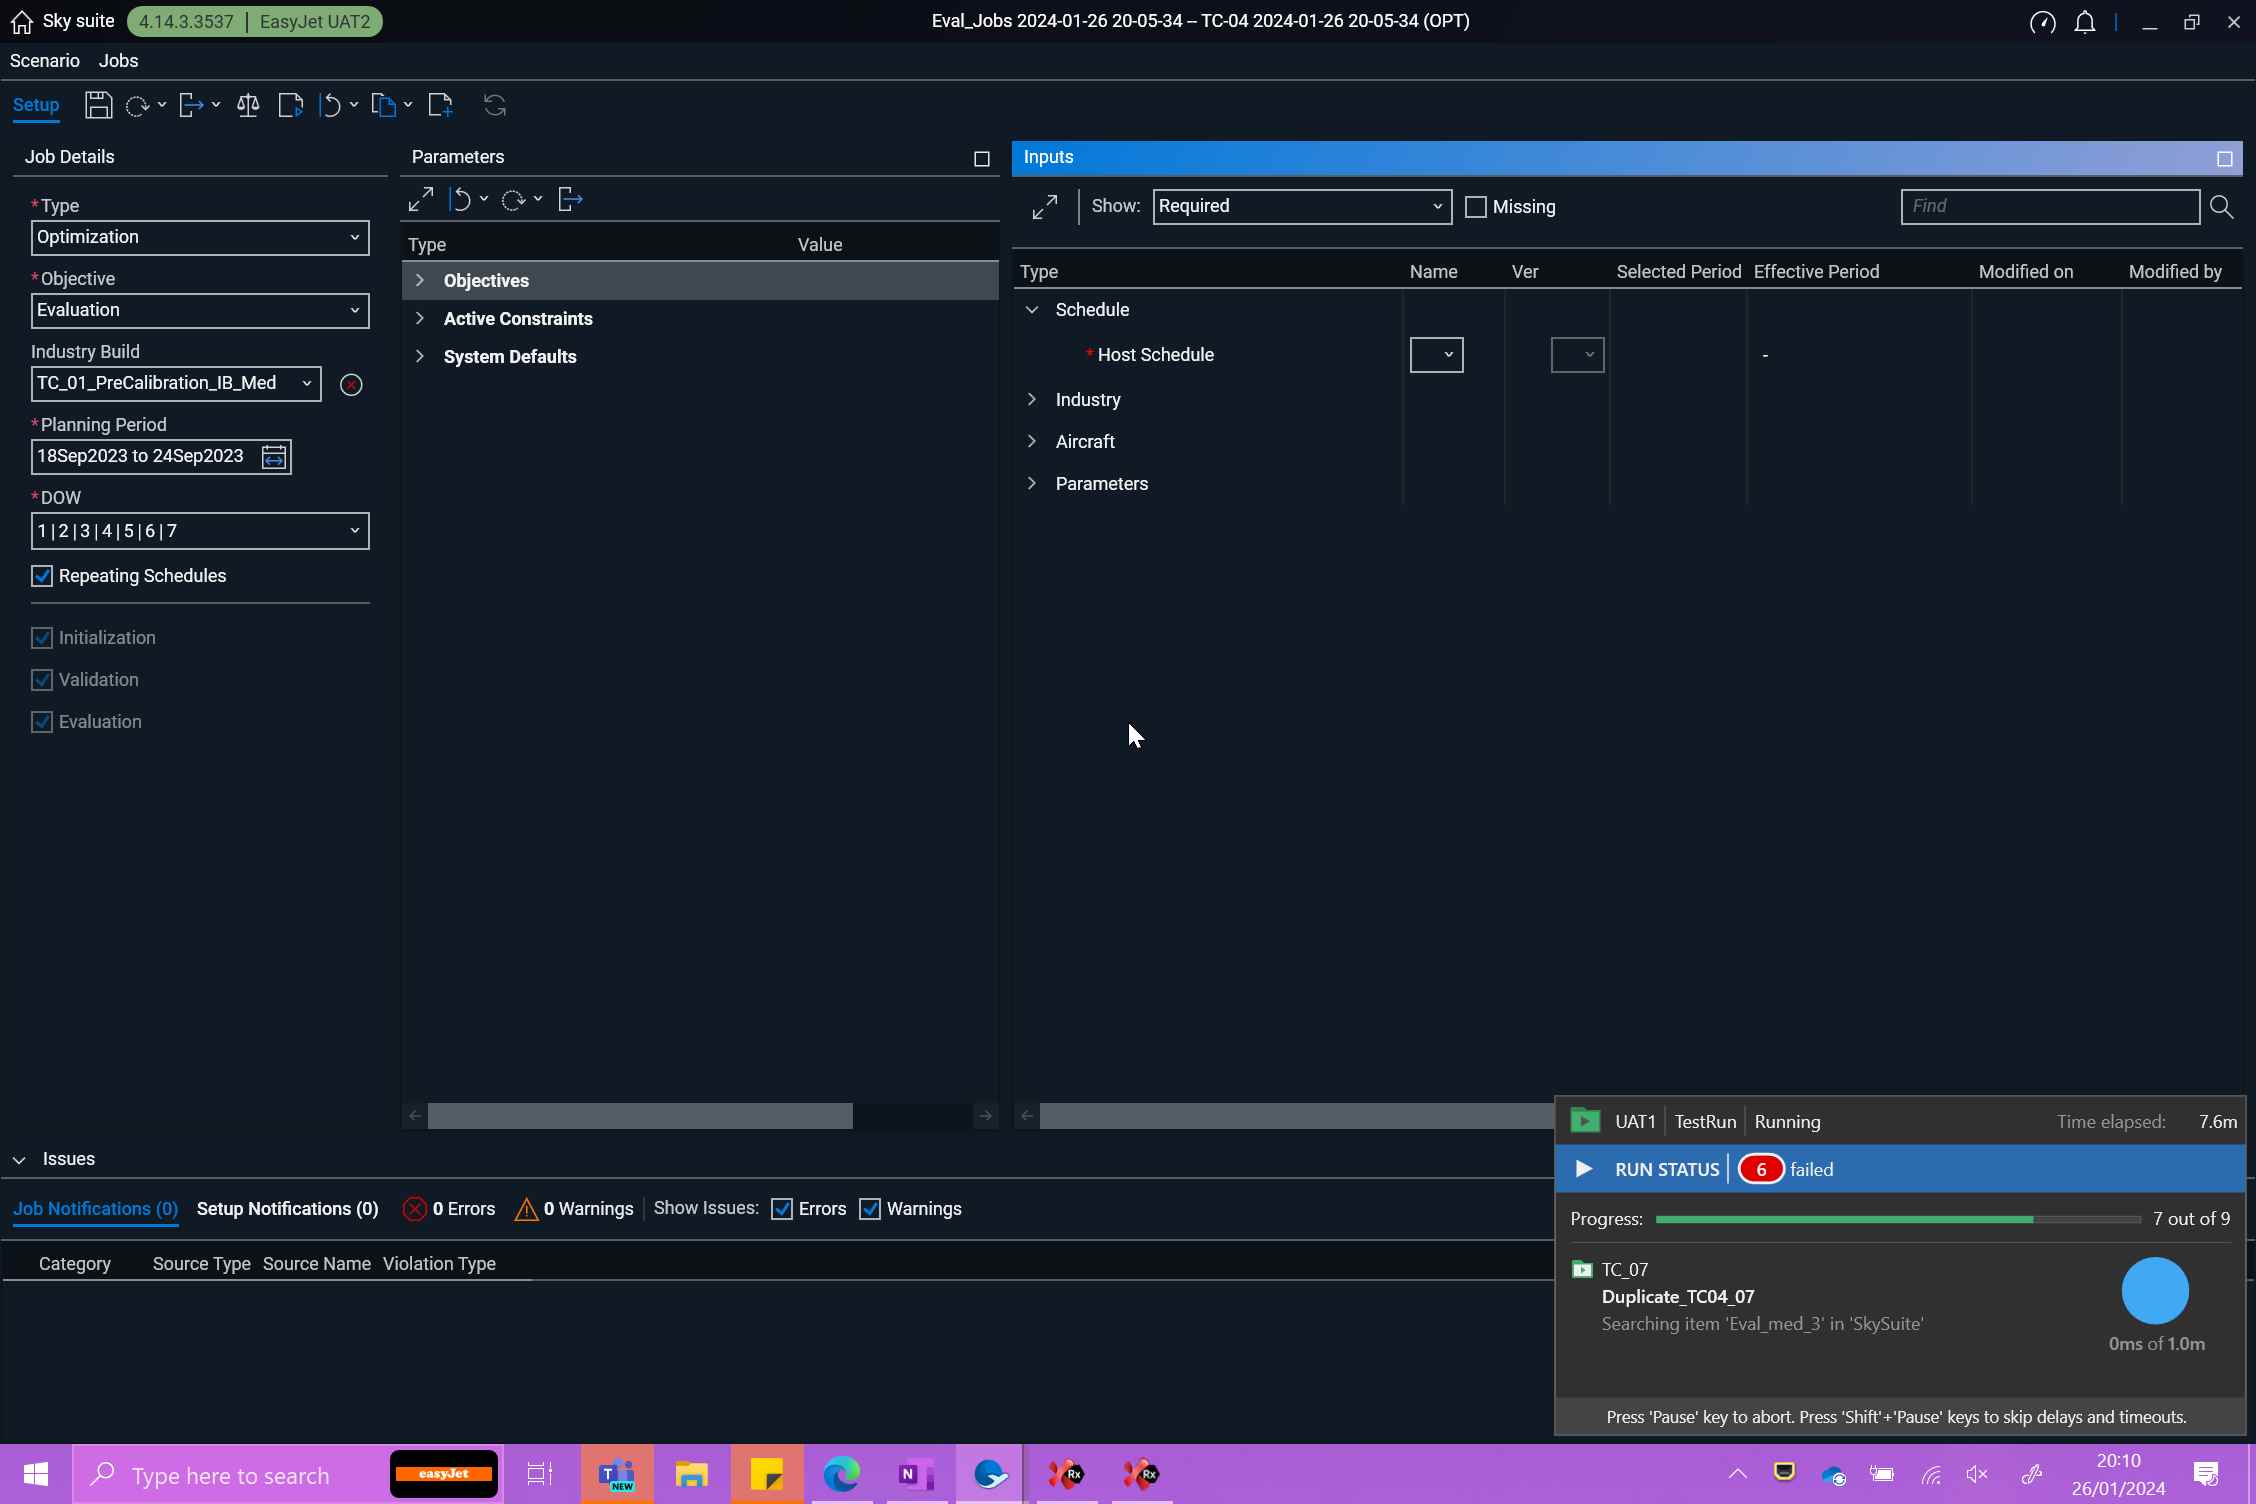 Sky suite 4.14.3.3537 | EasyJet UAT2 Eval_Jobs 2024-01-26 20-05-34 – TC-04 2024-01-26 20-05-34 (OPT)
Scenario Jobs
Setup
Job Details
*Type
Optimization
*Objective
Evaluation
Industry Build
TC_01_PreCalibration_IB_Med
*Planning Period
18Sep2023 to 24Sep2023
*DOW
1|2|3|4|5|6|7
Repeating Schedules
Initialization
Validation
Evaluation
Parameters
Type Value
Objectives
Active Constraints
System Defaults
Inputs
Show: Required Missing Find
Type Name Ver Selected Period Effective Period Modified on Modified by
Schedule
* Host Schedule -
Industry
Aircraft
Parameters
Issues
Job Notifications (0) Setup Notifications (0) 0 Errors 0 Warnings Show Issues: Errors Warnings
Category Source Type Source Name Violation Type
UAT1 TestRun Running Time elapsed: 7.6m
RUN STATUS 6 failed
Progress: 7 out of 9
TC_07
Duplicate_TC04_07
Searching item 'Eval_med_3' in 'SkySuite'
0ms of 1.0m
Press 'Pause' key to abort. Press 'Shift'+'Pause' keys to skip delays and timeouts.
Type here to search easyJet
T NEW
N
Rx
Rx
20:10
26/01/2024